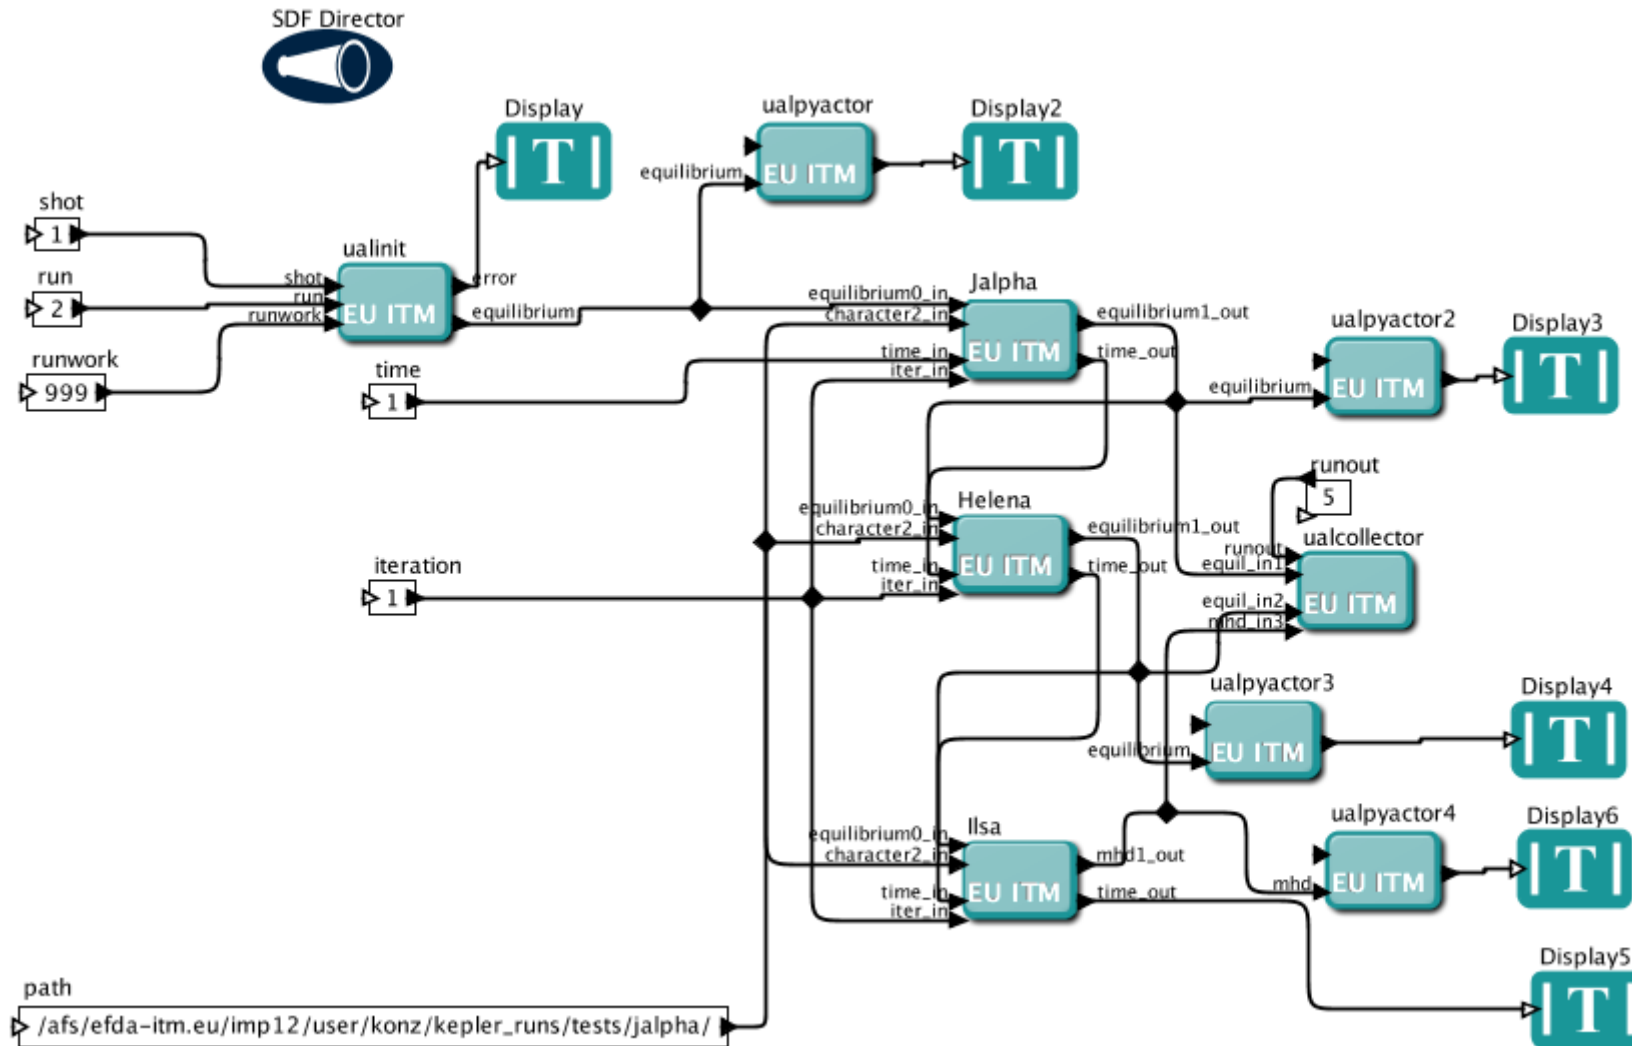 SDF Director
Display
T
ualpyactor
equilibrium
EU ITM
Display2
T
shot
1
run
2
runwork
999
ualinit
shot
run
runwork
EU ITM
error
equilibrium
time
1
Jalpha
equilibrium0_in
character2_in
time_in
iter_in
EU ITM
equilibrium1_out
time_out
ualpyactor2
equilibrium
EU ITM
Display3
T
runout
5
Helena
equilibrium0_in
character2_in
time_in
iter_in
EU ITM
equilibrium1_out
time_out
ualcollector
runout
equil_in1
equil_in2
mhd_in3
EU ITM
iteration
1
ualpyactor3
equilibrium
EU ITM
Display4
T
Ilsa
equilibrium0_in
character2_in
time_in
iter_in
EU ITM
mhd1_out
time_out
ualpyactor4
mhd
EU ITM
Display6
T
Display5
T
path
/afs/efda-itm.eu/imp12/user/konz/kepler_runs/tests/jalpha/